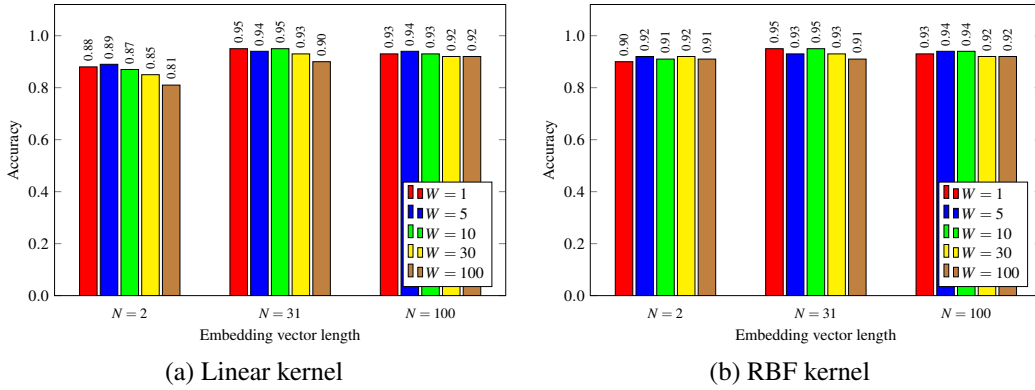 0.88 0.89 0.87 0.85 0.81 0.95 0.94 0.95 0.93 0.90 0.93 0.94 0.93 0.92 0.92
1.0
0.8
0.6
0.4
0.2
0.0
Accuracy
W = 1
W = 5
W = 10
W = 30
W = 100
N = 2 N = 31 N = 100
Embedding vector length
(a) Linear kernel
0.90 0.92 0.91 0.92 0.91 0.95 0.93 0.95 0.93 0.91 0.93 0.94 0.94 0.92 0.92
1.0
0.8
0.6
0.4
0.2
0.0
Accuracy
W = 1
W = 5
W = 10
W = 30
W = 100
N = 2 N = 31 N = 100
Embedding vector length
(b) RBF kernel